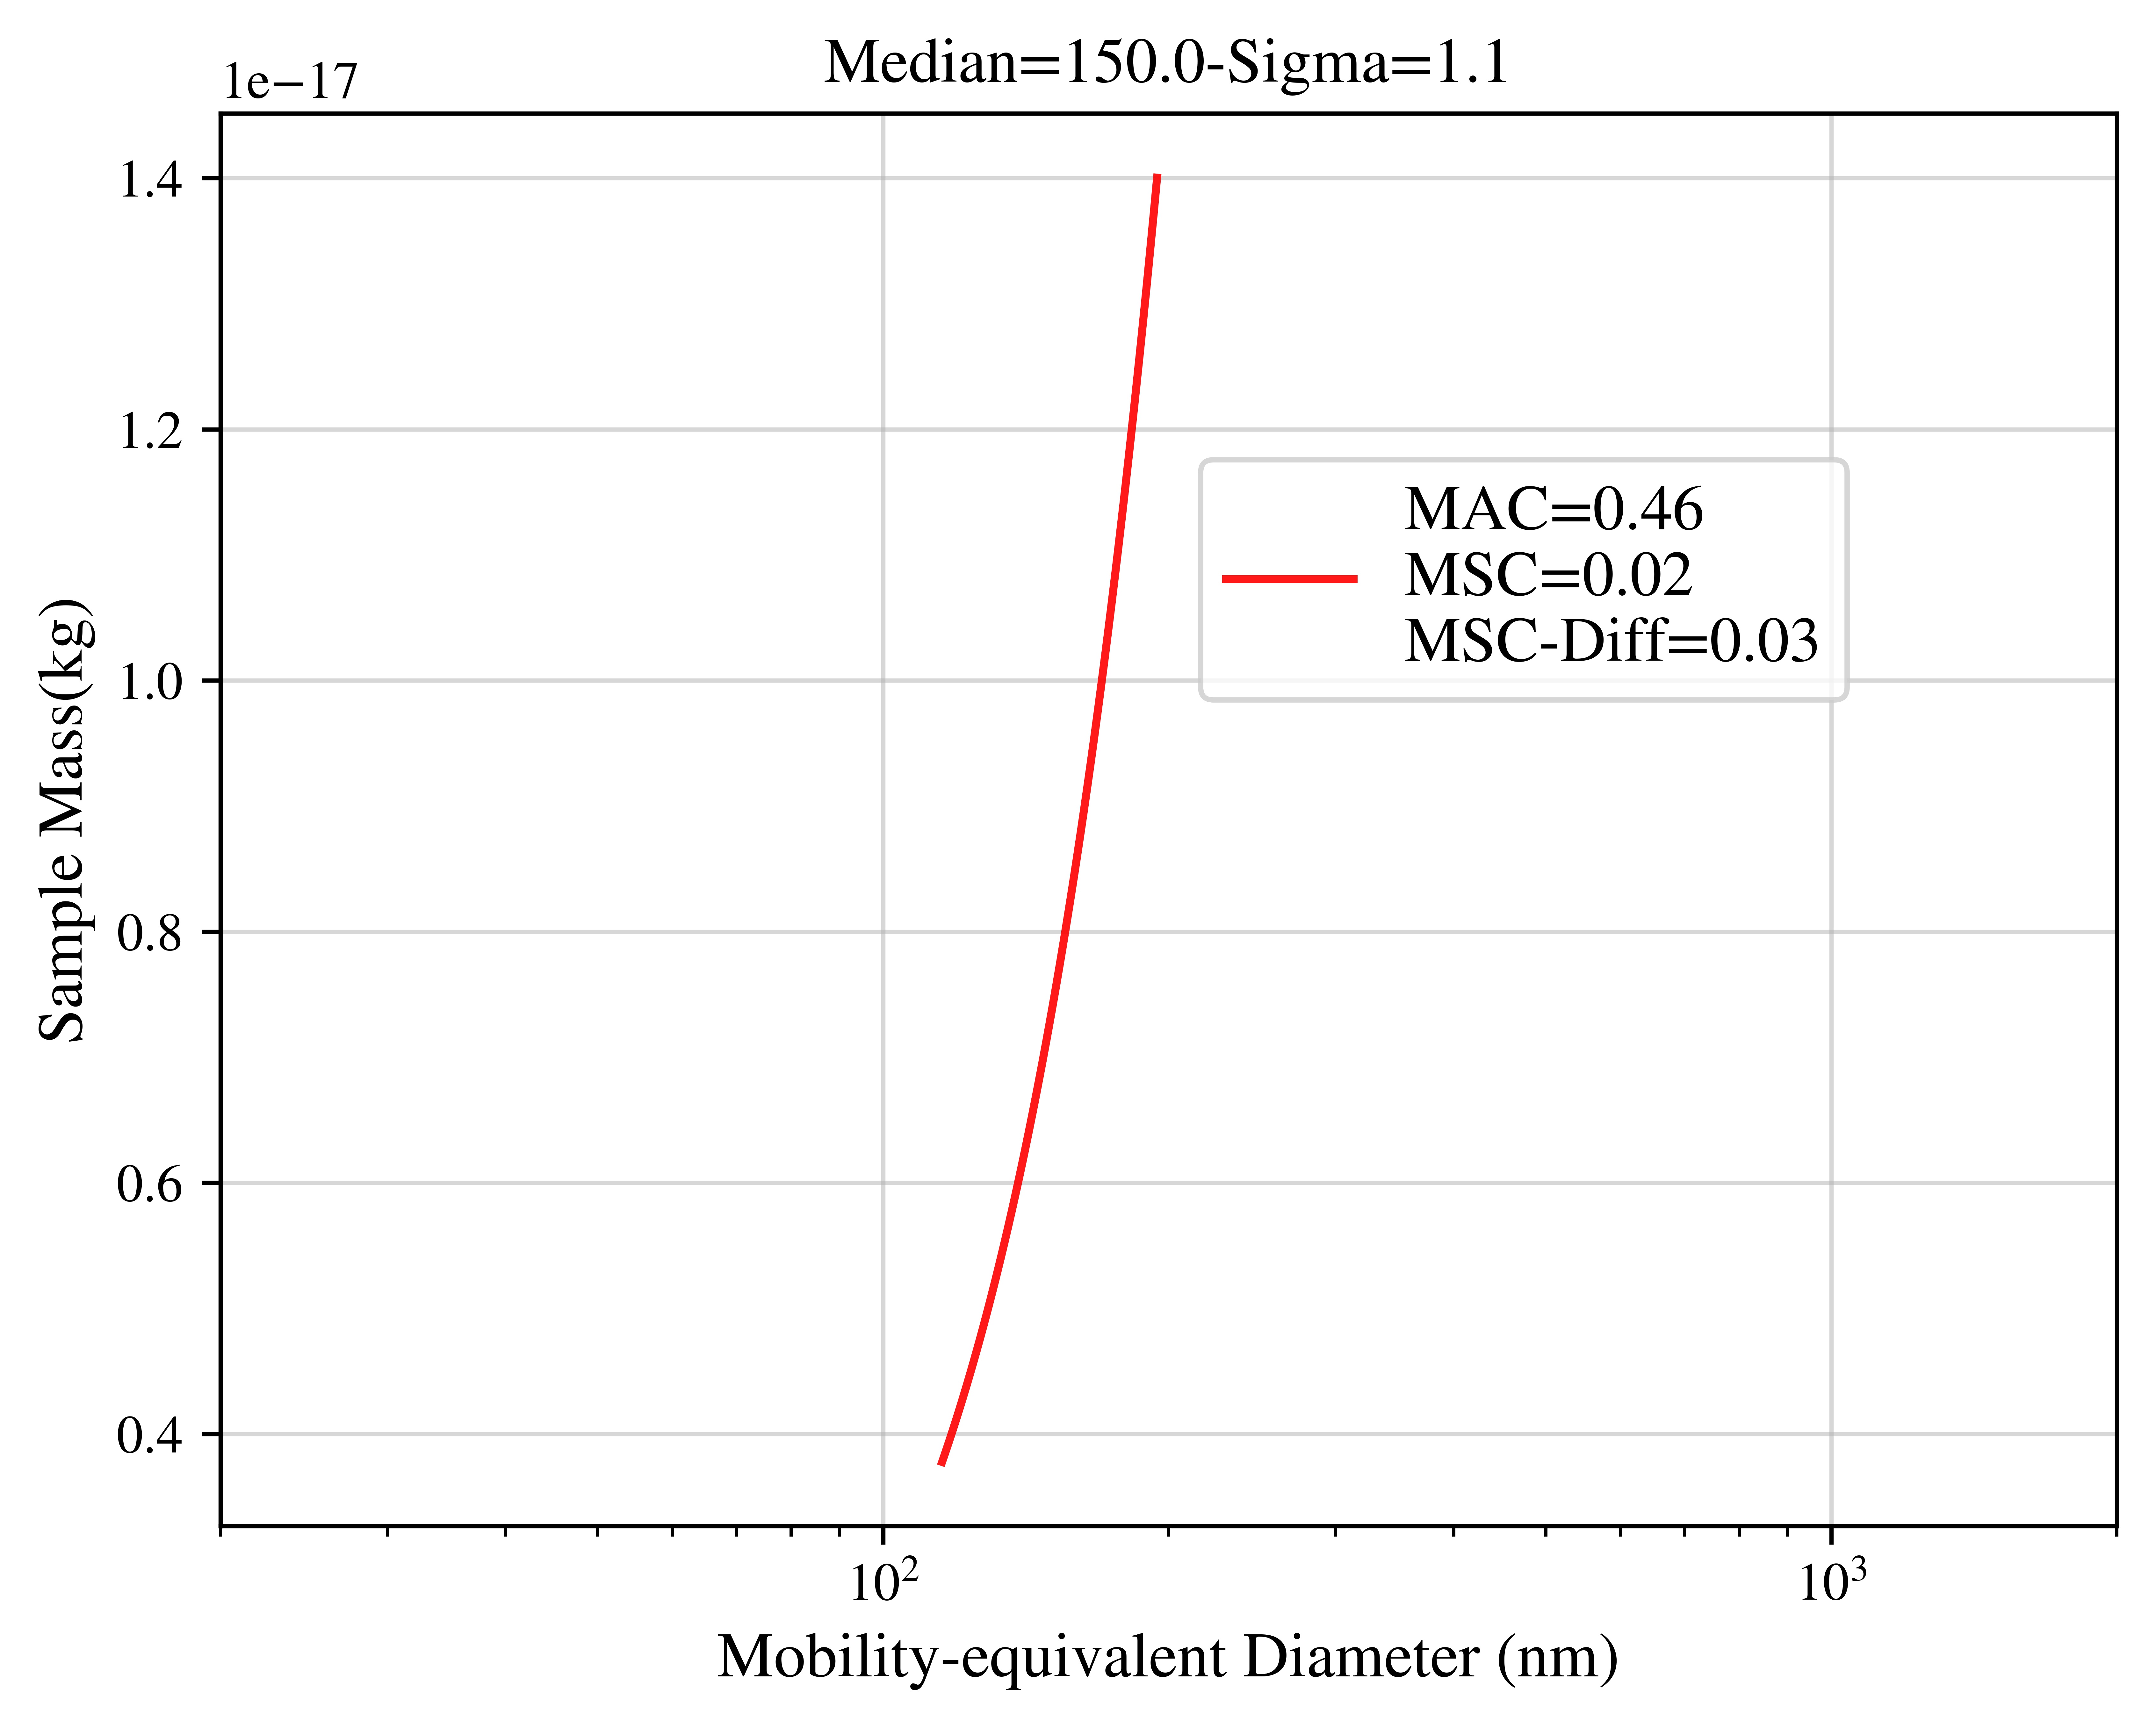 Median=150.0-Sigma=1.1
1e−17
1.4
1.2
1.0
0.8
0.6
0.4
Sample Mass(kg)
MAC=0.46
MSC=0.02
MSC-Diff=0.03
10² 10³
Mobility-equivalent Diameter (nm)